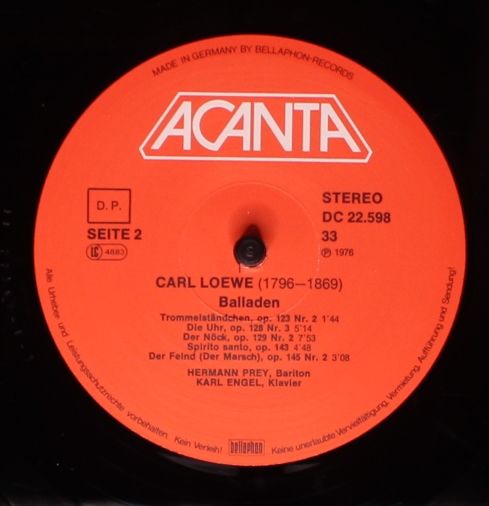 MADE IN GERMANY BY BELLAPHON-RECORDS
ACANTA
D. P.
SEITE 2
LC 4883
STEREO
DC 22.598
33
℗ 1976
CARL LOEWE (1796—1869)
Balladen
Trommelständchen, op. 123 Nr. 2 1'44
Die Uhr, op. 128 Nr. 3 5'14
Der Nöck, op. 129 Nr. 2 7'53
Spirito santo, op. 143 4'48
Der Feind (Der Marsch), op. 145 Nr. 2 3'08
HERMANN PREY, Bariton
KARL ENGEL, Klavier
Alle Urheber und Leistungsschutzrechte vorbehalten. Kein Verleih! bellaphon Keine unerlaubte Vervielfältigung, Vermietung, Aufführung und Sendung!